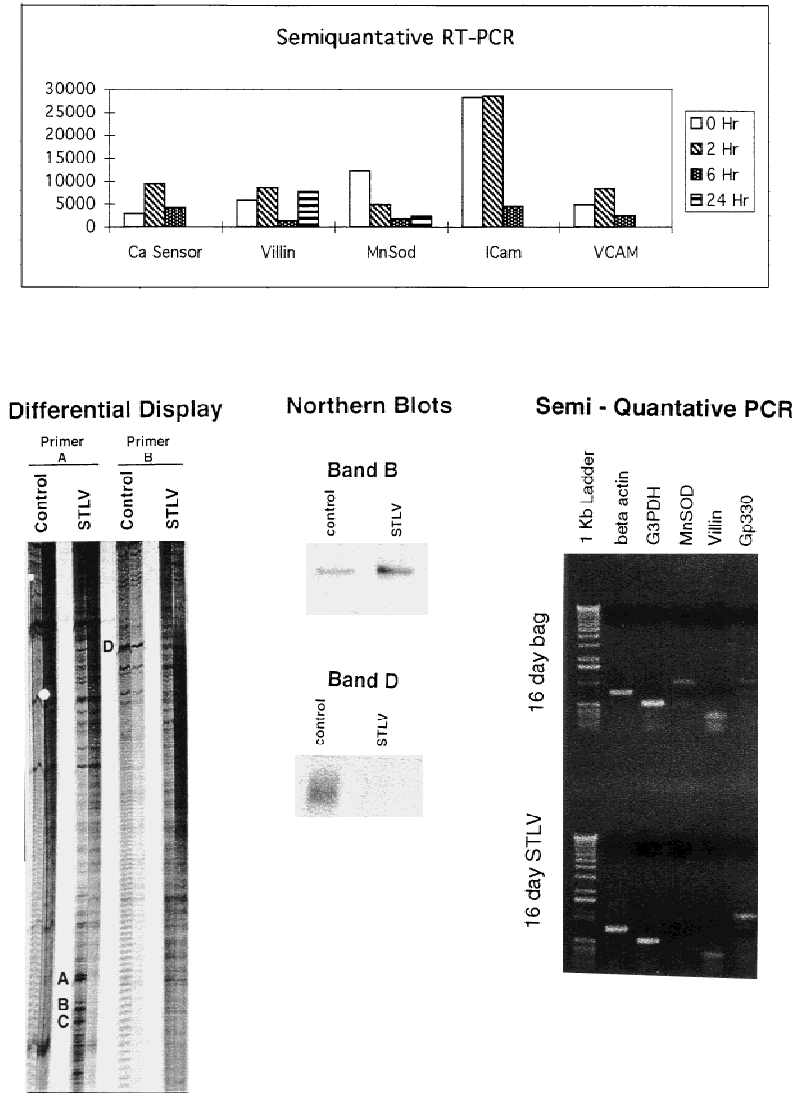 Semiquantative RT-PCR
30000
25000
20000
15000
10000
5000
0
Ca Sensor Villin MnSod ICam VCAM
0 Hr
2 Hr
6 Hr
24 Hr
Differential Display
Primer A
Primer B
Control STLV Control STLV
D
A
B
C
Northern Blots
Band B
control STLV
Band D
control STLV
Semi - Quantative PCR
1 Kb Ladder
beta actin
G3PDH
MnSOD
Villin
Gp330
16 day bag
16 day STLV